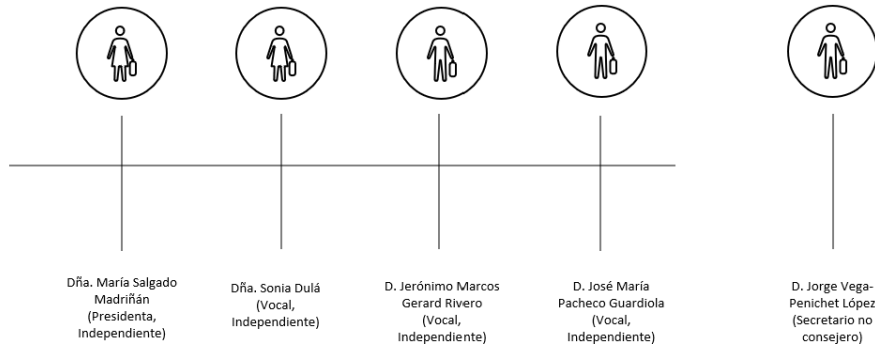 Dña. María Salgado
Madriñán
(Presidenta,
Independiente)
Dña. Sonia Dulá
(Vocal,
Independiente)
D. Jerónimo Marcos
Gerard Rivero
(Vocal,
Independiente)
D. José María
Pacheco Guardiola
(Vocal,
Independiente)
D. Jorge Vega-
Penichet López
(Secretario no
consejero)